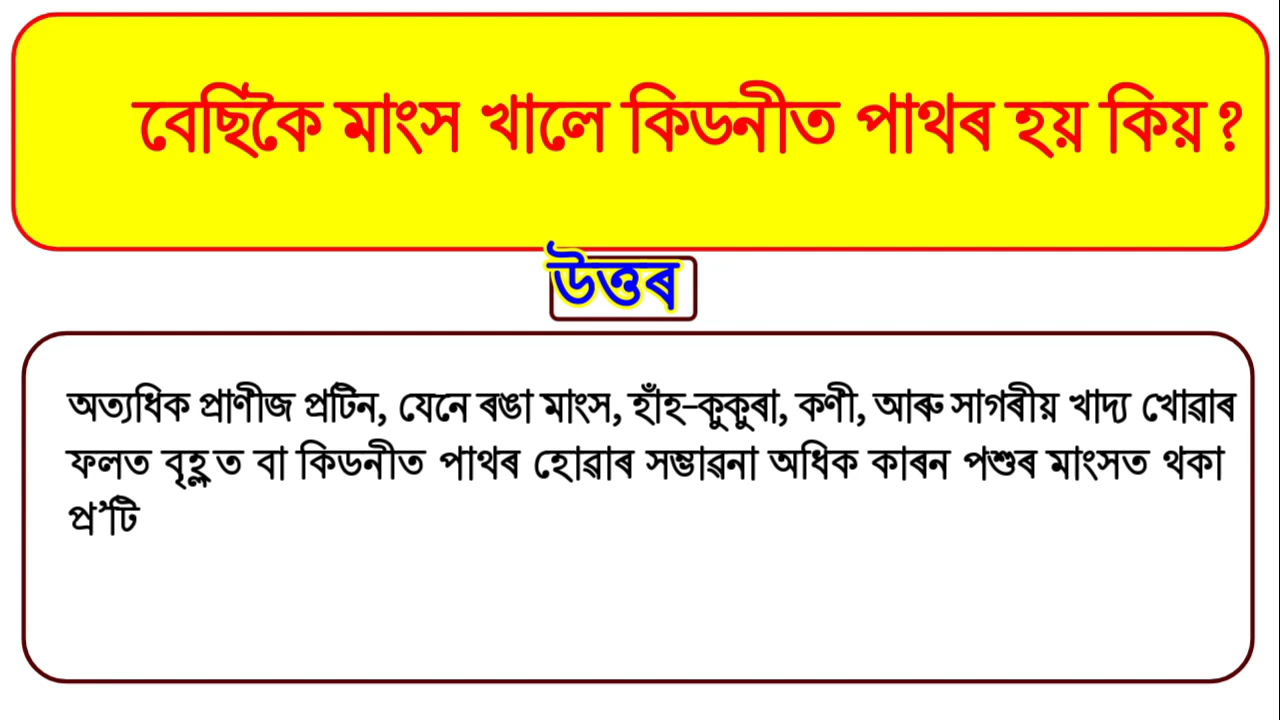 বেছিকৈ মাংস খালে কিডনীত পাথৰ হয় কিয়?
উত্তৰ
অত্যধিক প্ৰাণীজ প্ৰটিন, যেনে ৰঙা মাংস, হাঁহ-কুকুৰা, কণী, আৰু সাগৰীয় খাদ্য খোৱাৰ
ফলত বৃহ্লত বা কিডনীত পাথৰ হোৱাৰ সম্ভাৱনা অধিক কাৰন পশুৰ মাংসত থকা
প্ৰ’টি